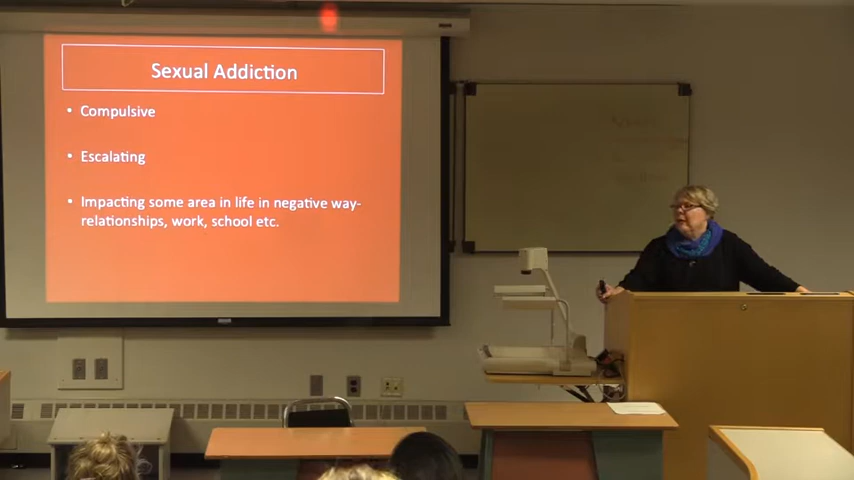 Sexual Addiction
• Compulsive
• Escalating
• Impacting some area in life in negative way-
relationships, work, school etc.